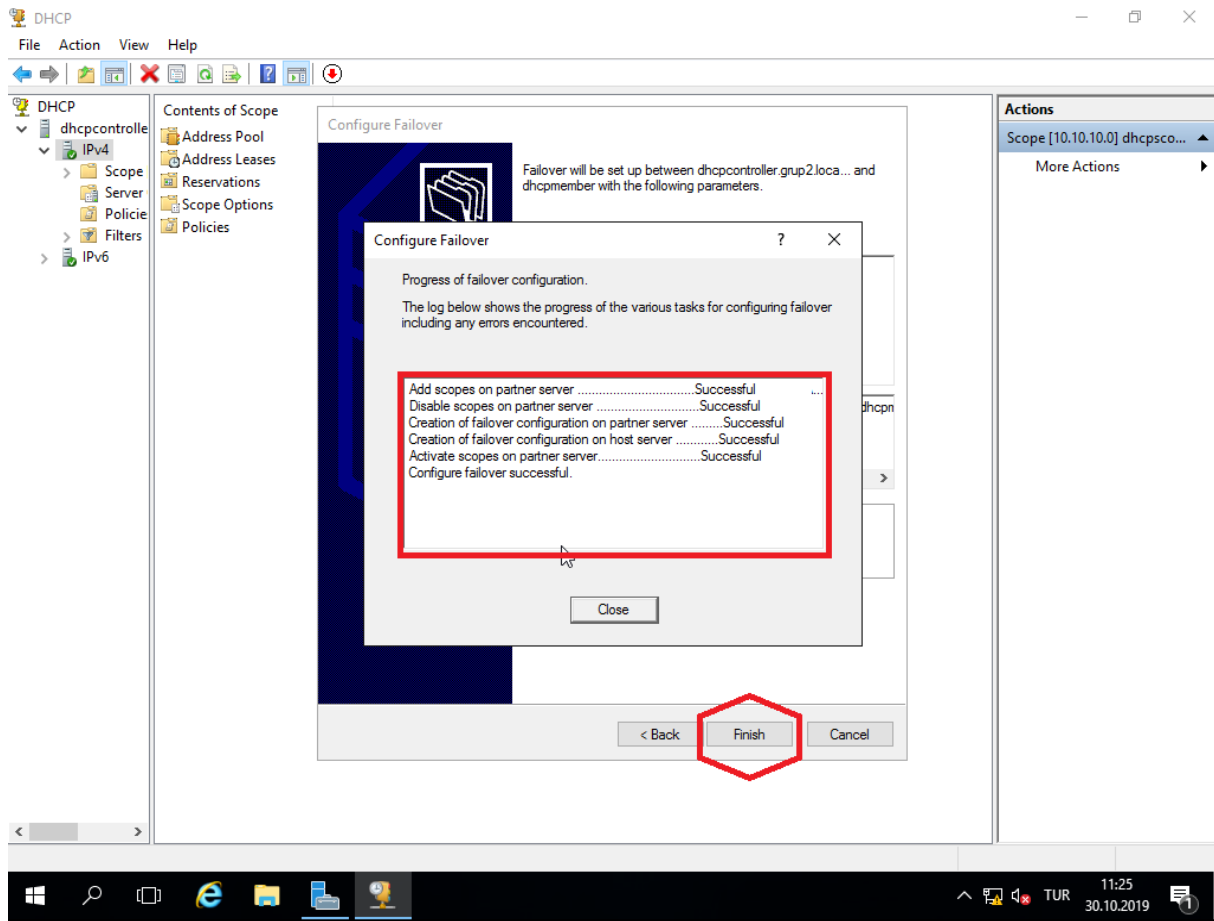 DHCP
File Action View Help
DHCP
dhcpcontrolle
IPv4
Scope
Server
Policie
Filters
IPv6
Contents of Scope
Address Pool
Address Leases
Reservations
Scope Options
Policies
Configure Failover
Failover will be set up between dhcpcontroller.grup2.loca... and
dhcpmember with the following parameters.
Configure Failover ?
Progress of failover configuration.
The log below shows the progress of the various tasks for configuring failover
including any errors encountered.
Add scopes on partner server ................................Successful ...
Disable scopes on partner server ............................Successful
Creation of failover configuration on partner server .........Successful
Creation of failover configuration on host server ............Successful
Activate scopes on partner server............................Successful
Configure failover successful.
dhcpm
Close
< Back Finish Cancel
Actions
Scope [10.10.10.0] dhcpsco...
More Actions
TUR
11:25
30.10.2019
1